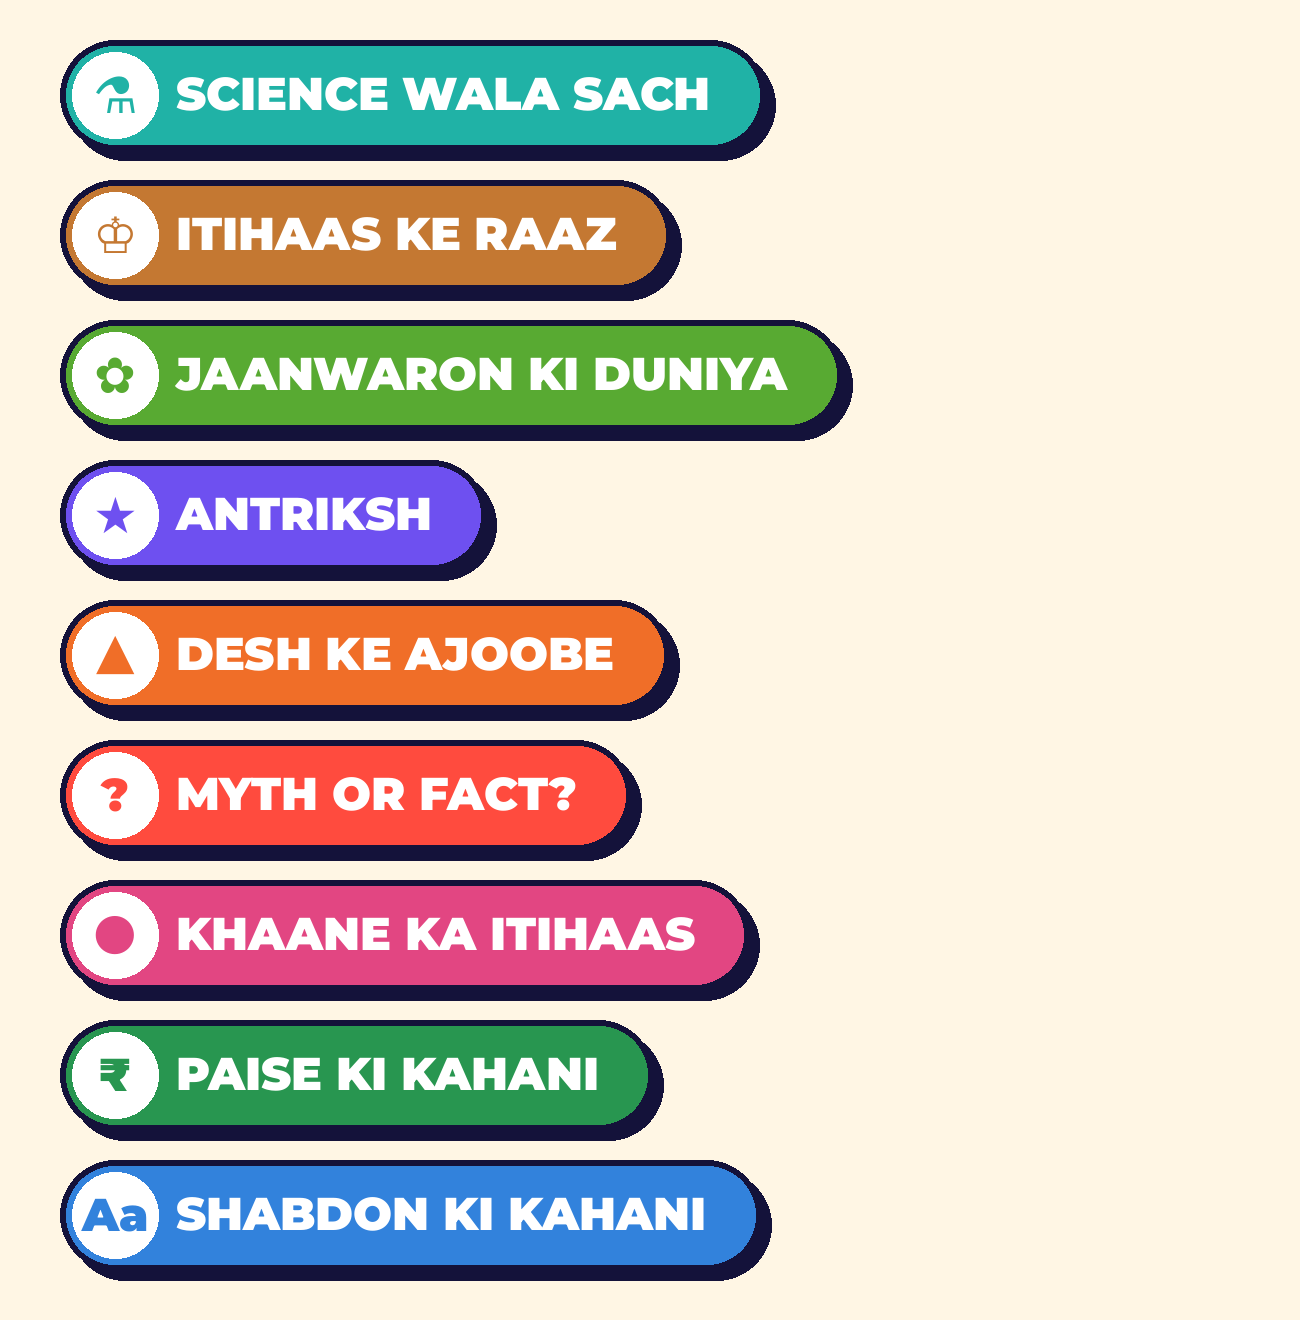 SCIENCE WALA SACH
ITIHAAS KE RAAZ
JAANWARON KI DUNIYA
ANTRIKSH
DESH KE AJOOBE
? MYTH OR FACT?
KHAANE KA ITIHAAS
₹ PAISE KI KAHANI
Aa SHABDON KI KAHANI